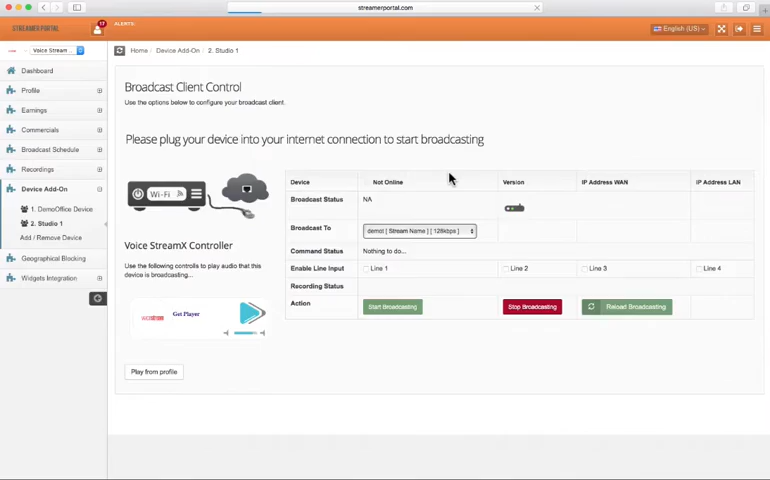 streamerportal.com
STREAMER PORTAL
17
ALERTS:
English (US)
Voice Stream
Home Device Add-On 2. Studio 1
Dashboard
Profile
Earnings
Commercials
Broadcast Schedule
Recordings
Device Add-On
1. DemoOffice Device
2. Studio 1
Add / Remove Device
Geographical Blocking
Widgets Integration
Broadcast Client Control
Use the options below to configure your broadcast client.
Please plug your device into your internet connection to start broadcasting
Wi-Fi
Voice StreamX Controller
Use the following controlls to play audio that this
device is broadcasting...
Get Player
Play from profile
Device Not Online Version IP Address WAN IP Address LAN
Broadcast Status NA
Broadcast To demot [ Stream Name ] [ 128kbps ]
Command Status Nothing to do...
Enable Line Input Line 1 Line 2 Line 3 Line 4
Recording Status
Action Start Broadcasting Stop Broadcasting Reload Broadcasting